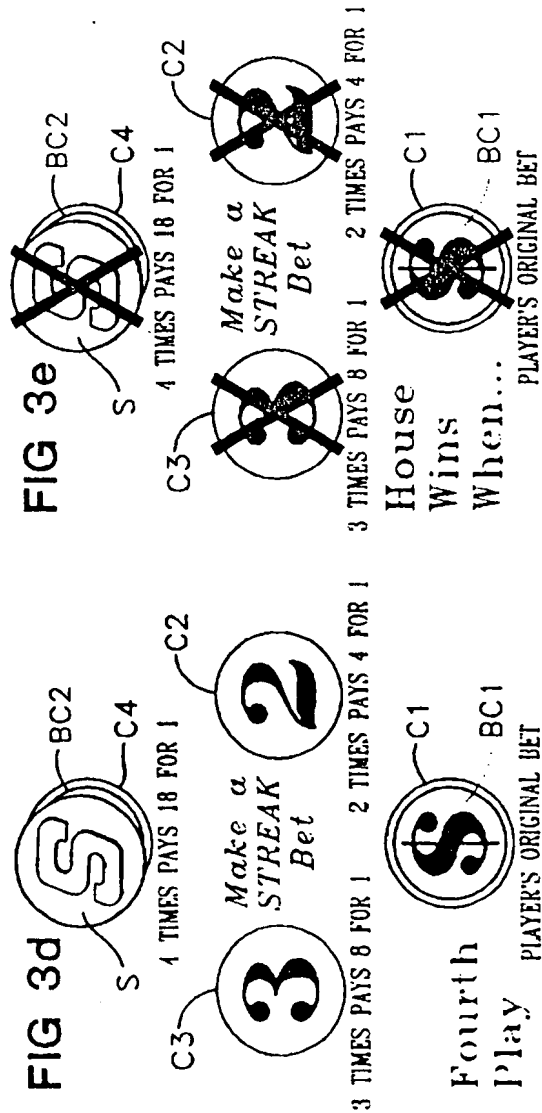 FIG 3d
S
BC2
C4
S
4 TIMES PAYS 18 FOR 1
C3
3
Make a
STREAK
Bet
2
C2
3 TIMES PAYS 8 FOR 1
2 TIMES PAYS 4 FOR 1
Fourth
Play
$
C1
BC1
PLAYER'S ORIGINAL BET
FIG 3e
S
BC2
C4
S
4 TIMES PAYS 18 FOR 1
C3
3
Make a
STREAK
Bet
2
C2
3 TIMES PAYS 8 FOR 1
2 TIMES PAYS 4 FOR 1
House
Wins
When...
$
C1
BC1
PLAYER'S ORIGINAL BET